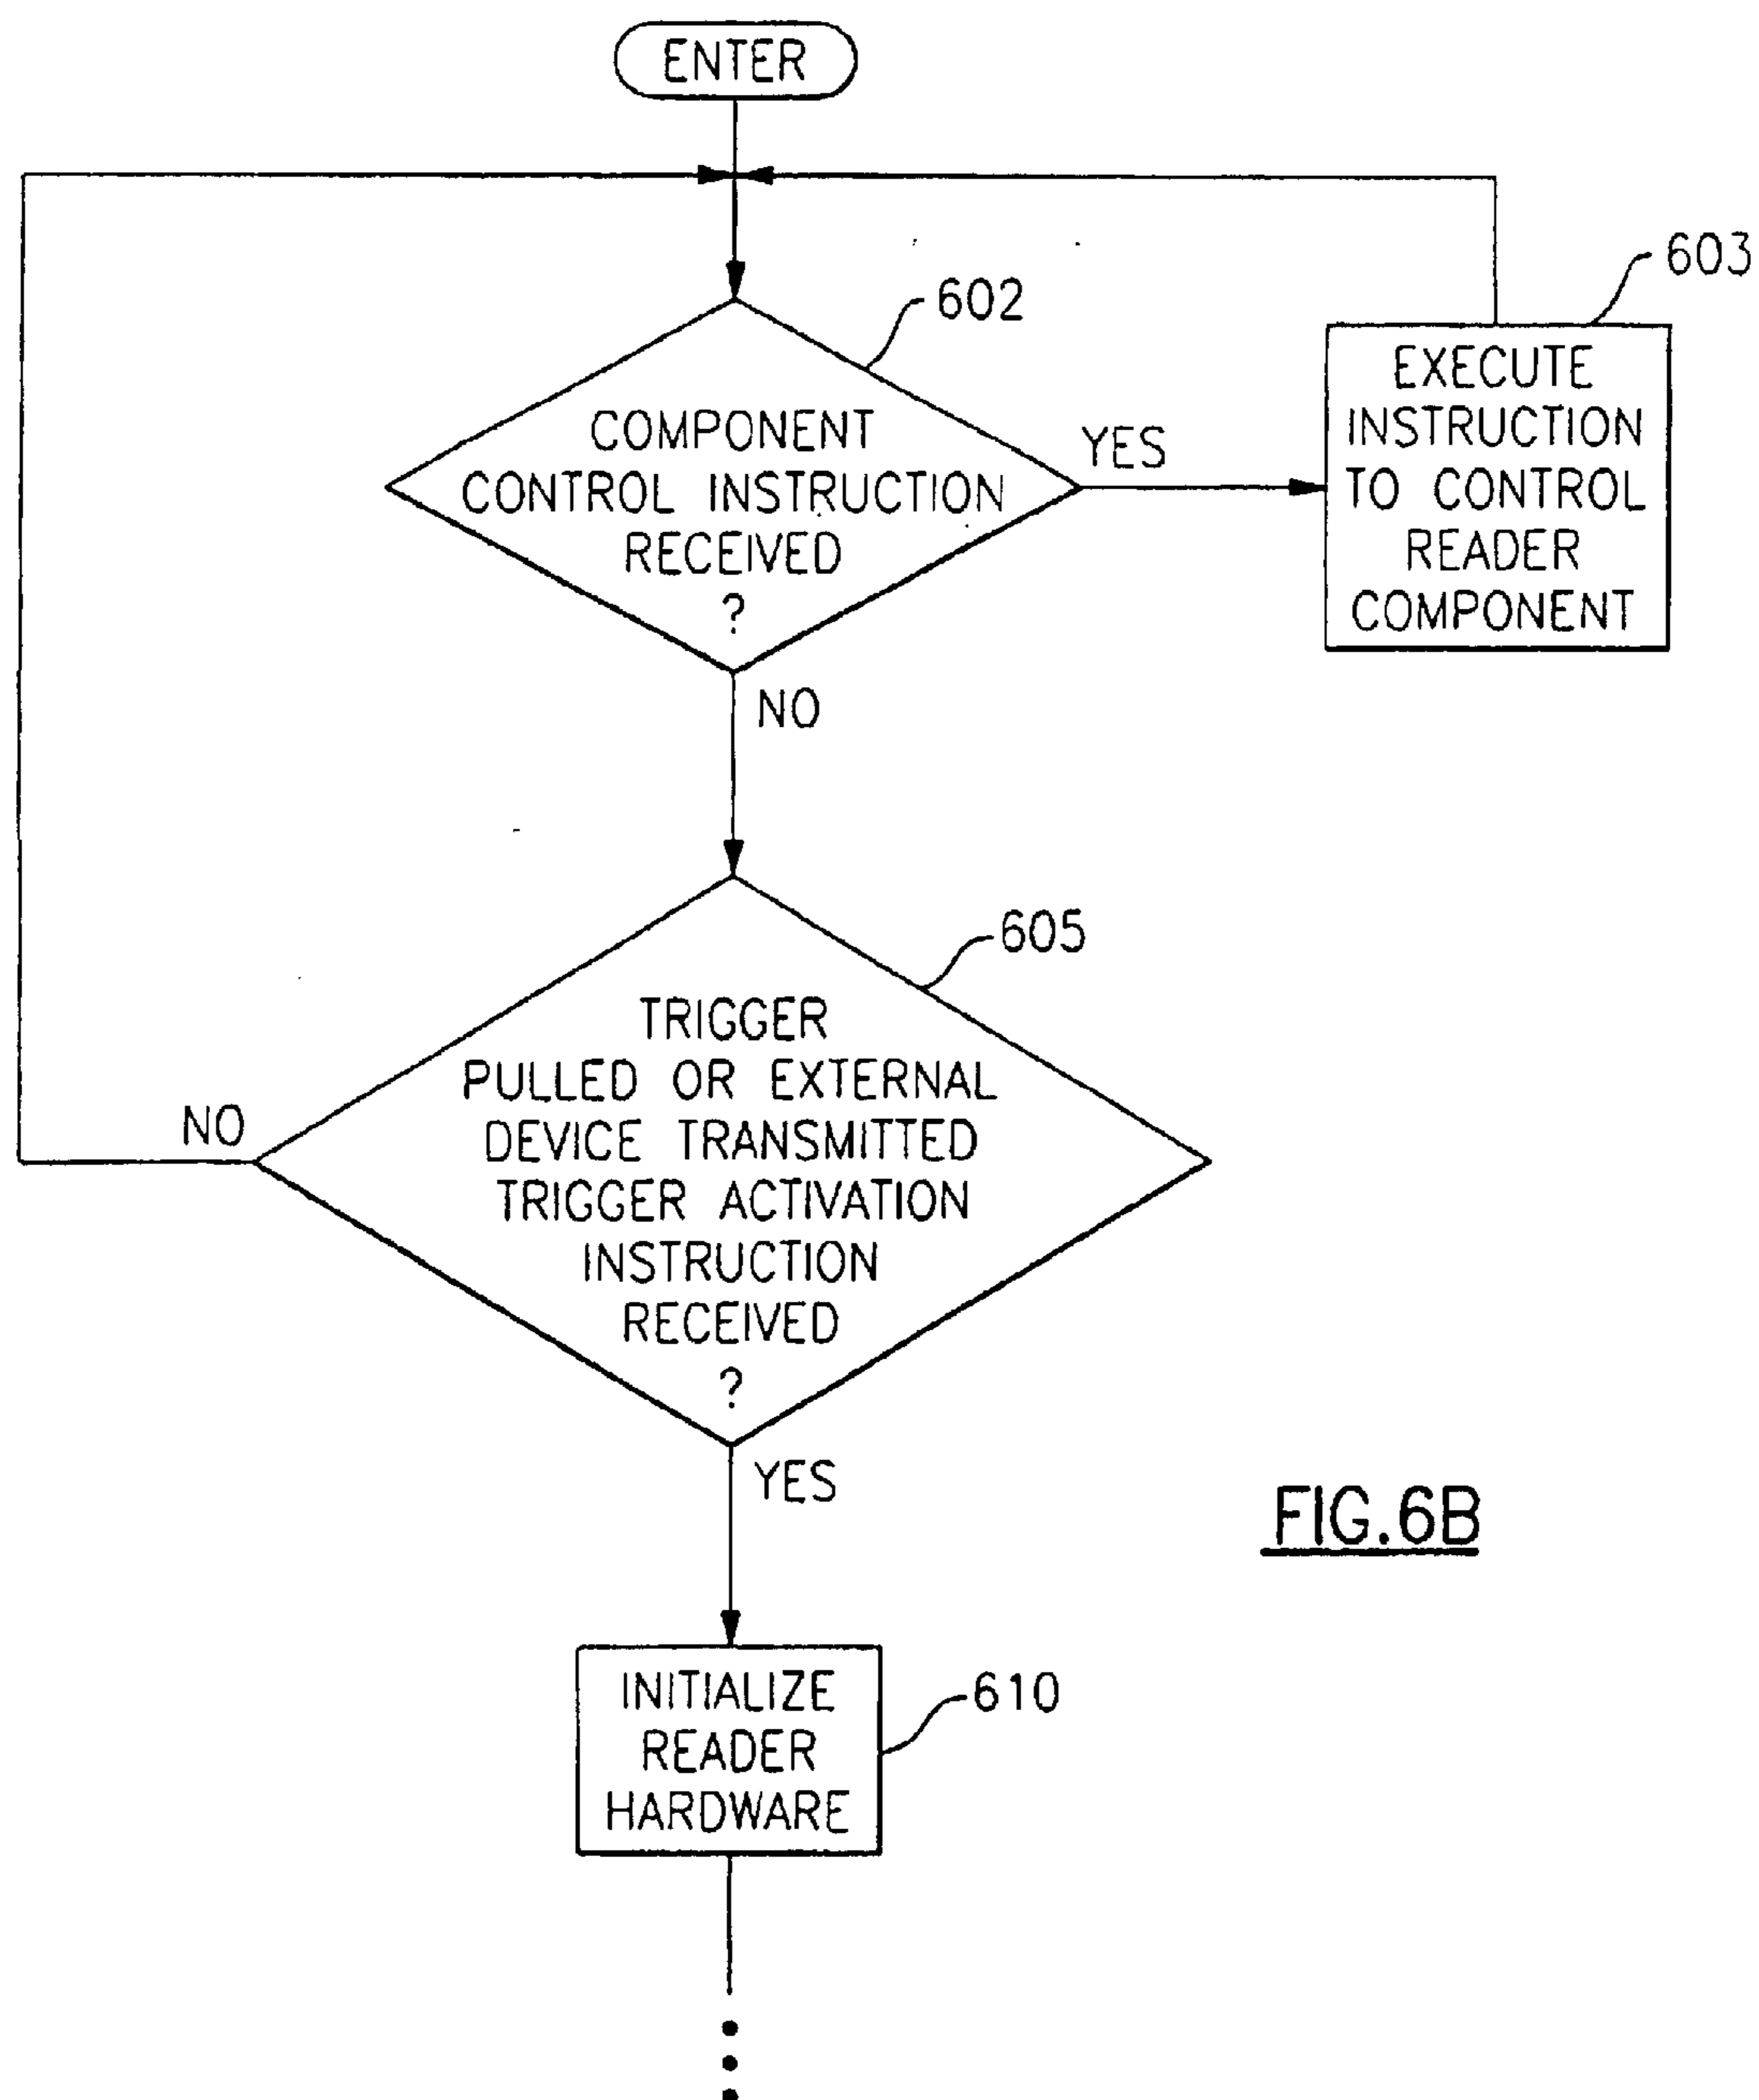 ENTER
603
602
EXECUTE
INSTRUCTION
TO CONTROL
READER
COMPONENT
COMPONENT
CONTROL INSTRUCTION
RECEIVED
?
YES
NO
605
TRIGGER
PULLED OR EXTERNAL
DEVICE TRANSMITTED
TRIGGER ACTIVATION
INSTRUCTION
RECEIVED
?
NO
YES
FIG.6B
INITIALIZE
READER
HARDWARE
610